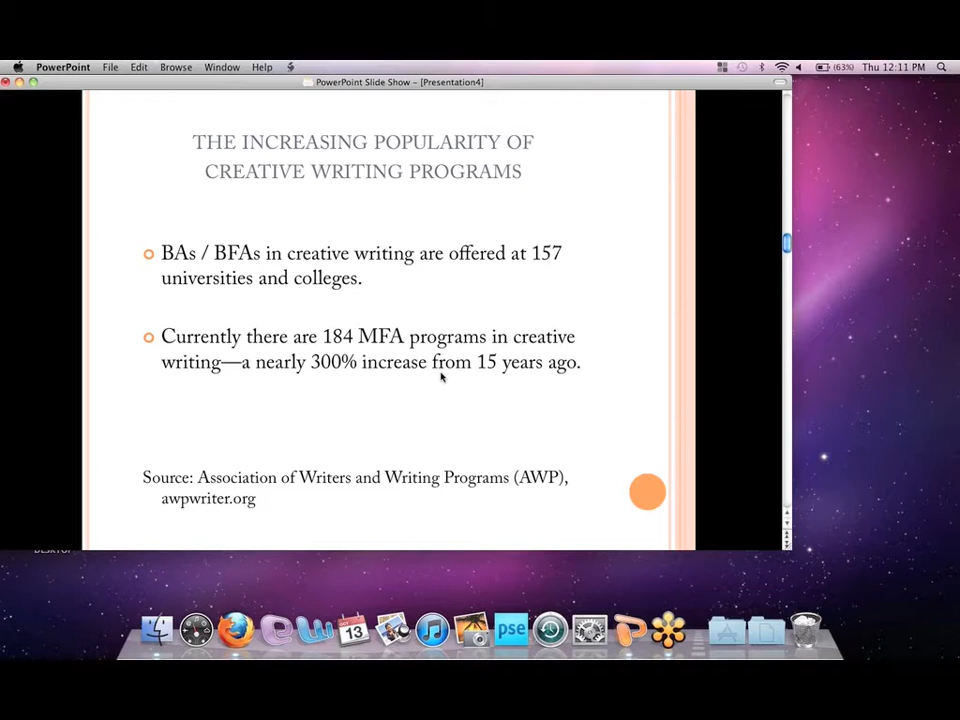 PowerPoint File Edit Browse Window Help (63%) Thu 12:11 PM
PowerPoint Slide Show - [Presentation4]
THE INCREASING POPULARITY OF
CREATIVE WRITING PROGRAMS
BAs / BFAs in creative writing are offered at 157
universities and colleges.
Currently there are 184 MFA programs in creative
writing—a nearly 300% increase from 15 years ago.
Source: Association of Writers and Writing Programs (AWP),
awpwriter.org
DESKTOP
OCT
13
pse